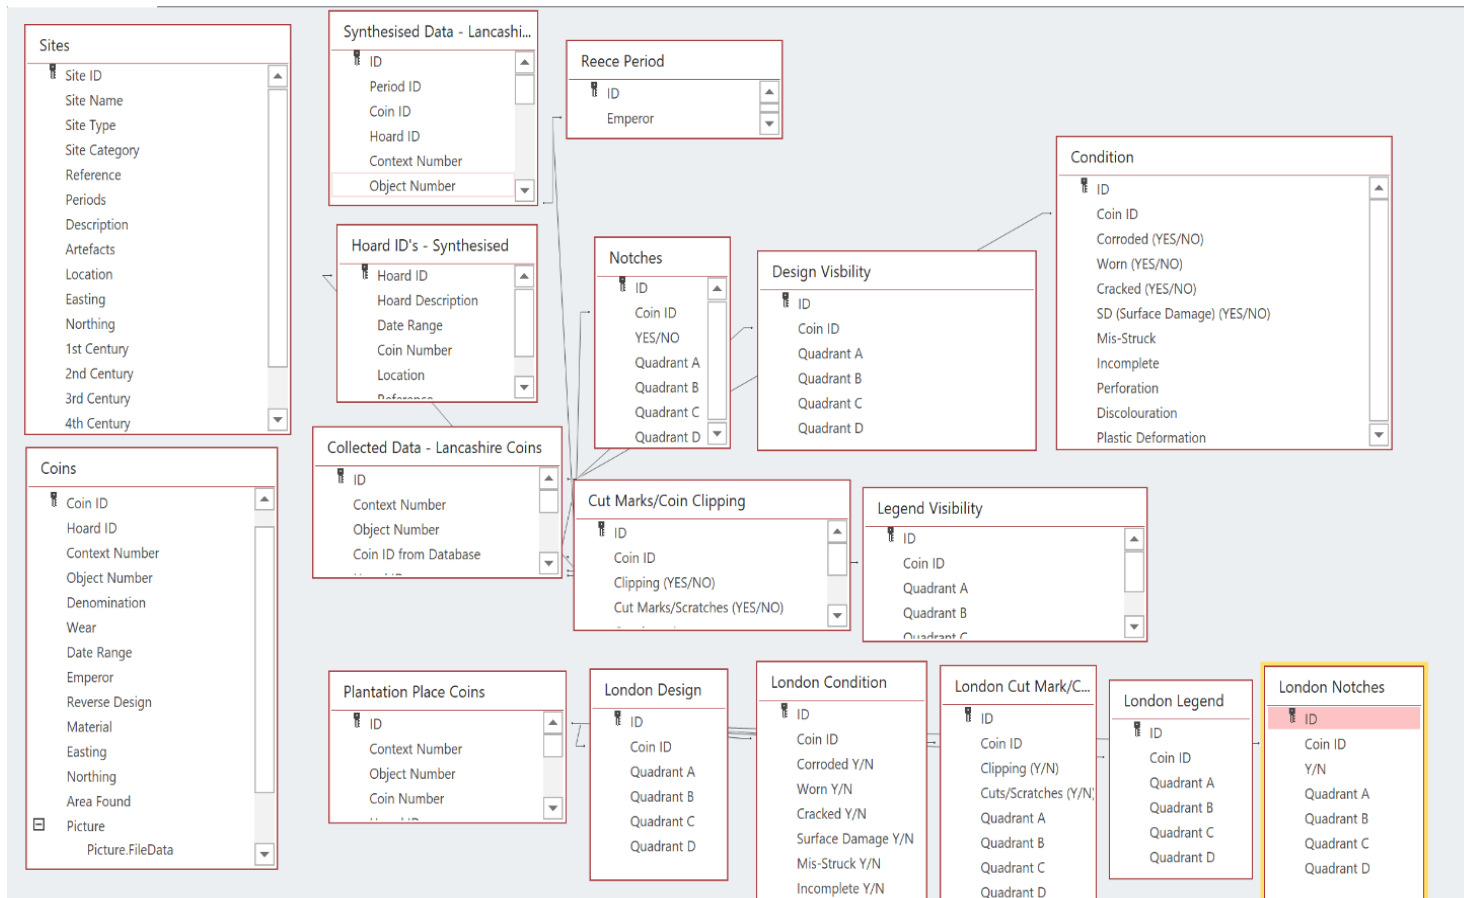 Sites
Site ID
Site Name
Site Type
Site Category
Reference
Periods
Description
Artefacts
Location
Easting
Northing
1st Century
2nd Century
3rd Century
4th Century
Coins
Coin ID
Hoard ID
Context Number
Object Number
Denomination
Wear
Date Range
Emperor
Reverse Design
Material
Easting
Northing
Area Found
Picture
Picture.FileData
Synthesised Data - Lancashi...
ID
Period ID
Coin ID
Hoard ID
Context Number
Object Number
Hoard ID's - Synthesised
Hoard ID
Hoard Description
Date Range
Coin Number
Location
Reference
Collected Data - Lancashire Coins
ID
Context Number
Object Number
Coin ID from Database
Reece Period
ID
Emperor
Notches
ID
Coin ID
YES/NO
Quadrant A
Quadrant B
Quadrant C
Quadrant D
Design Visbility
ID
Coin ID
Quadrant A
Quadrant B
Quadrant C
Quadrant D
Condition
ID
Coin ID
Corroded (YES/NO)
Worn (YES/NO)
Cracked (YES/NO)
SD (Surface Damage) (YES/NO)
Mis-Struck
Incomplete
Perforation
Discolouration
Plastic Deformation
Cut Marks/Coin Clipping
ID
Coin ID
Clipping (YES/NO)
Cut Marks/Scratches (YES/NO)
Legend Visibility
ID
Coin ID
Quadrant A
Quadrant B
Quadrant C
Plantation Place Coins
ID
Context Number
Object Number
Coin Number
London Design
ID
Coin ID
Quadrant A
Quadrant B
Quadrant C
Quadrant D
London Condition
ID
Coin ID
Corroded Y/N
Worn Y/N
Cracked Y/N
Surface Damage Y/N
Mis-Struck Y/N
Incomplete Y/N
London Cut Mark/C...
ID
Coin ID
Clipping (Y/N)
Cuts/Scratches (Y/N)
Quadrant A
Quadrant B
Quadrant C
Quadrant D
London Legend
ID
Coin ID
Quadrant A
Quadrant B
Quadrant C
Quadrant D
London Notches
ID
Coin ID
Y/N
Quadrant A
Quadrant B
Quadrant C
Quadrant D